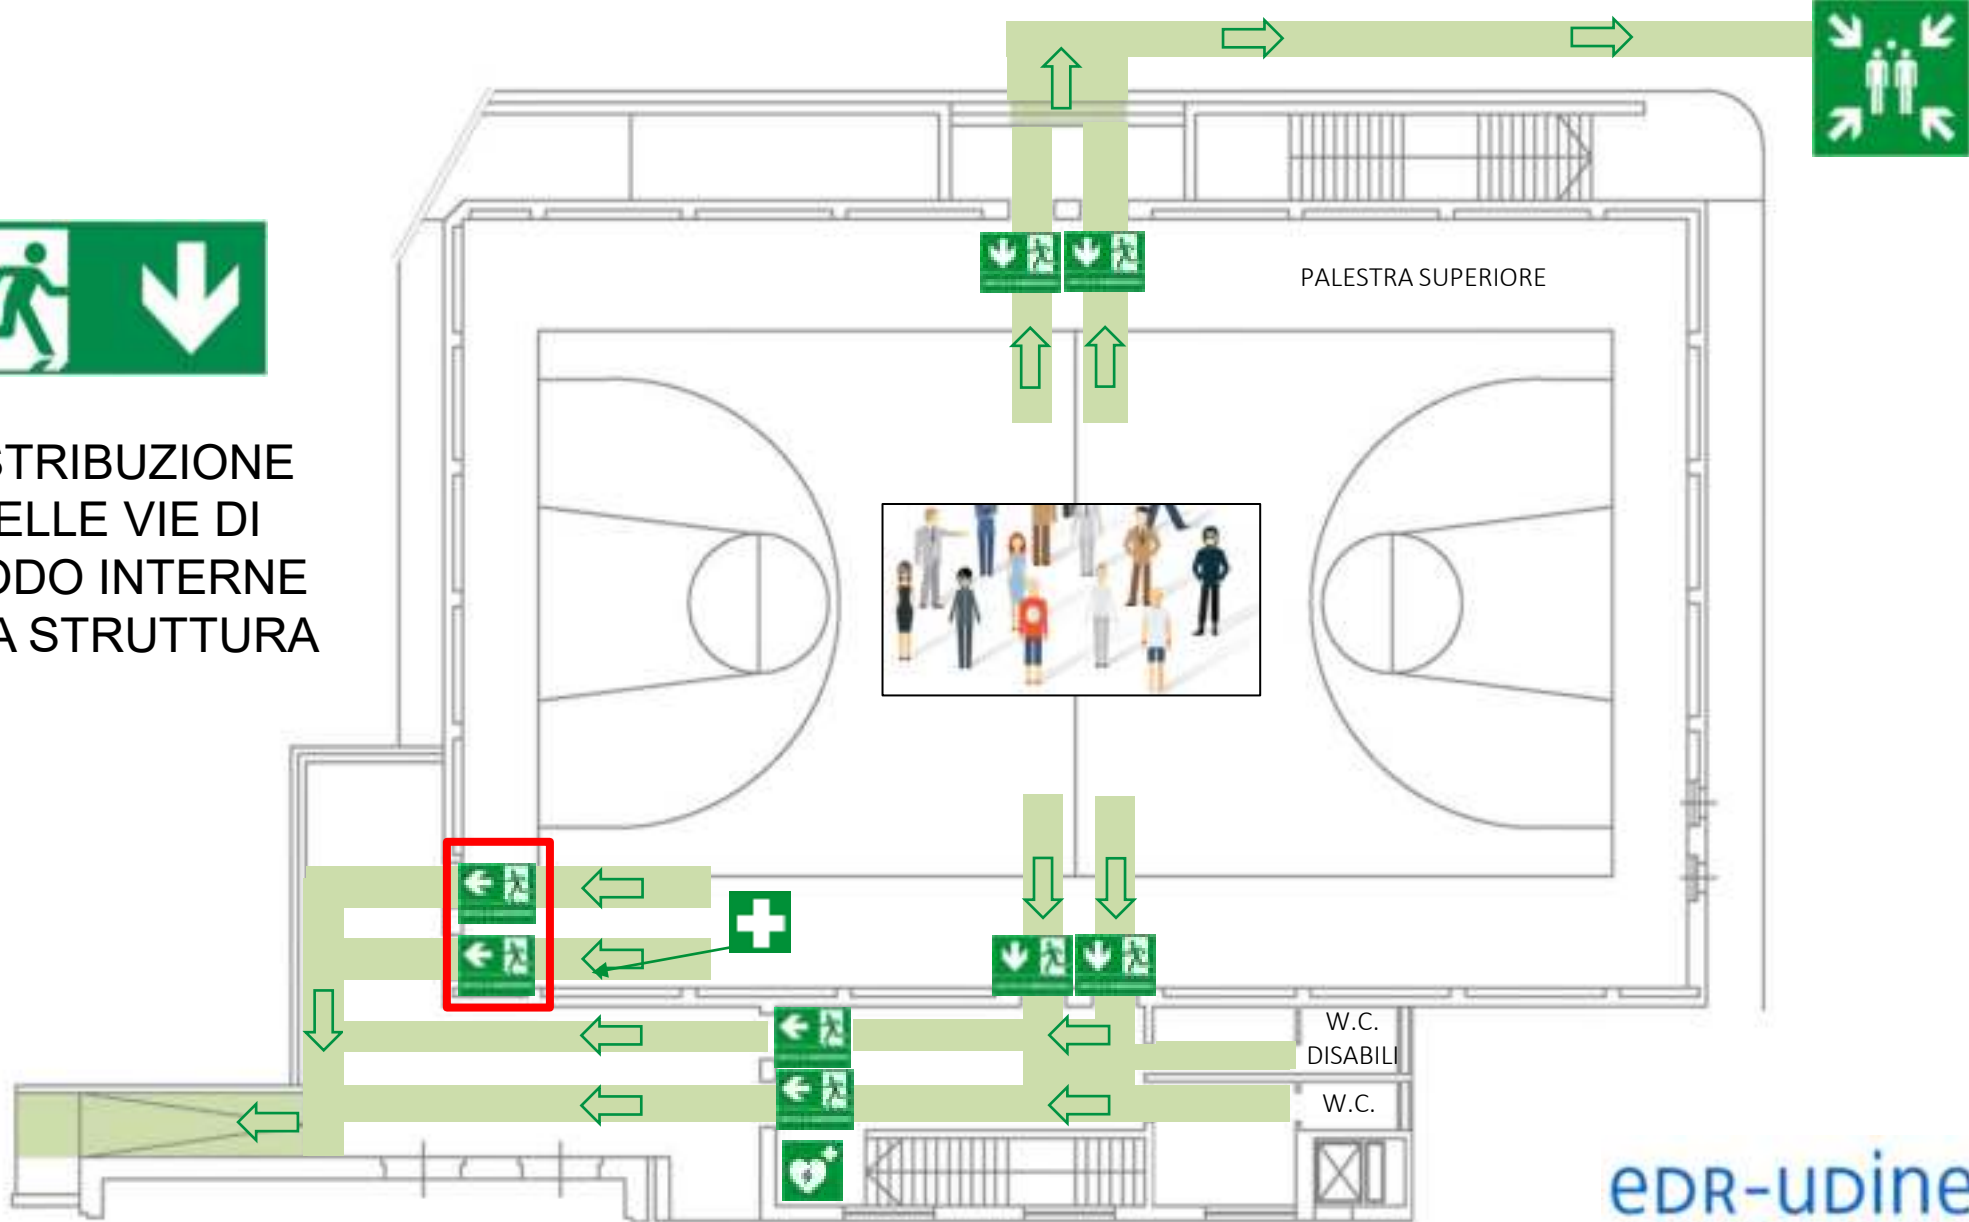 PALESTRA SUPERIORE
STRIBUZIONE
ELLE VIE DI
ODO INTERNE
A STRUTTURA
W.C.
DISABILI
W.C.
eDR-uDine